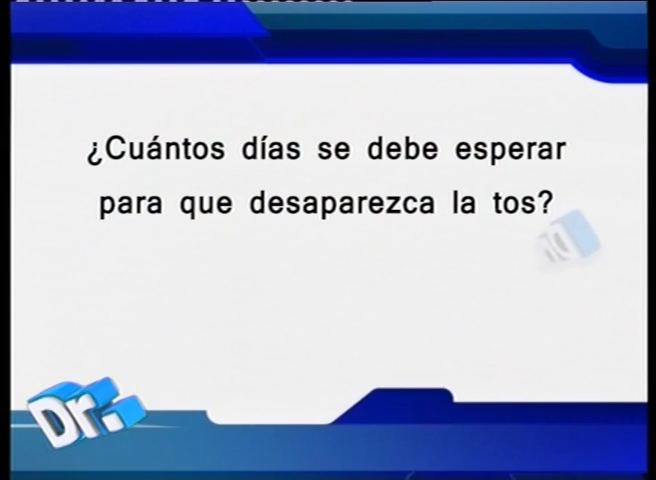 ¿Cuántos días se debe esperar
para que desaparezca la tos?
Dr.